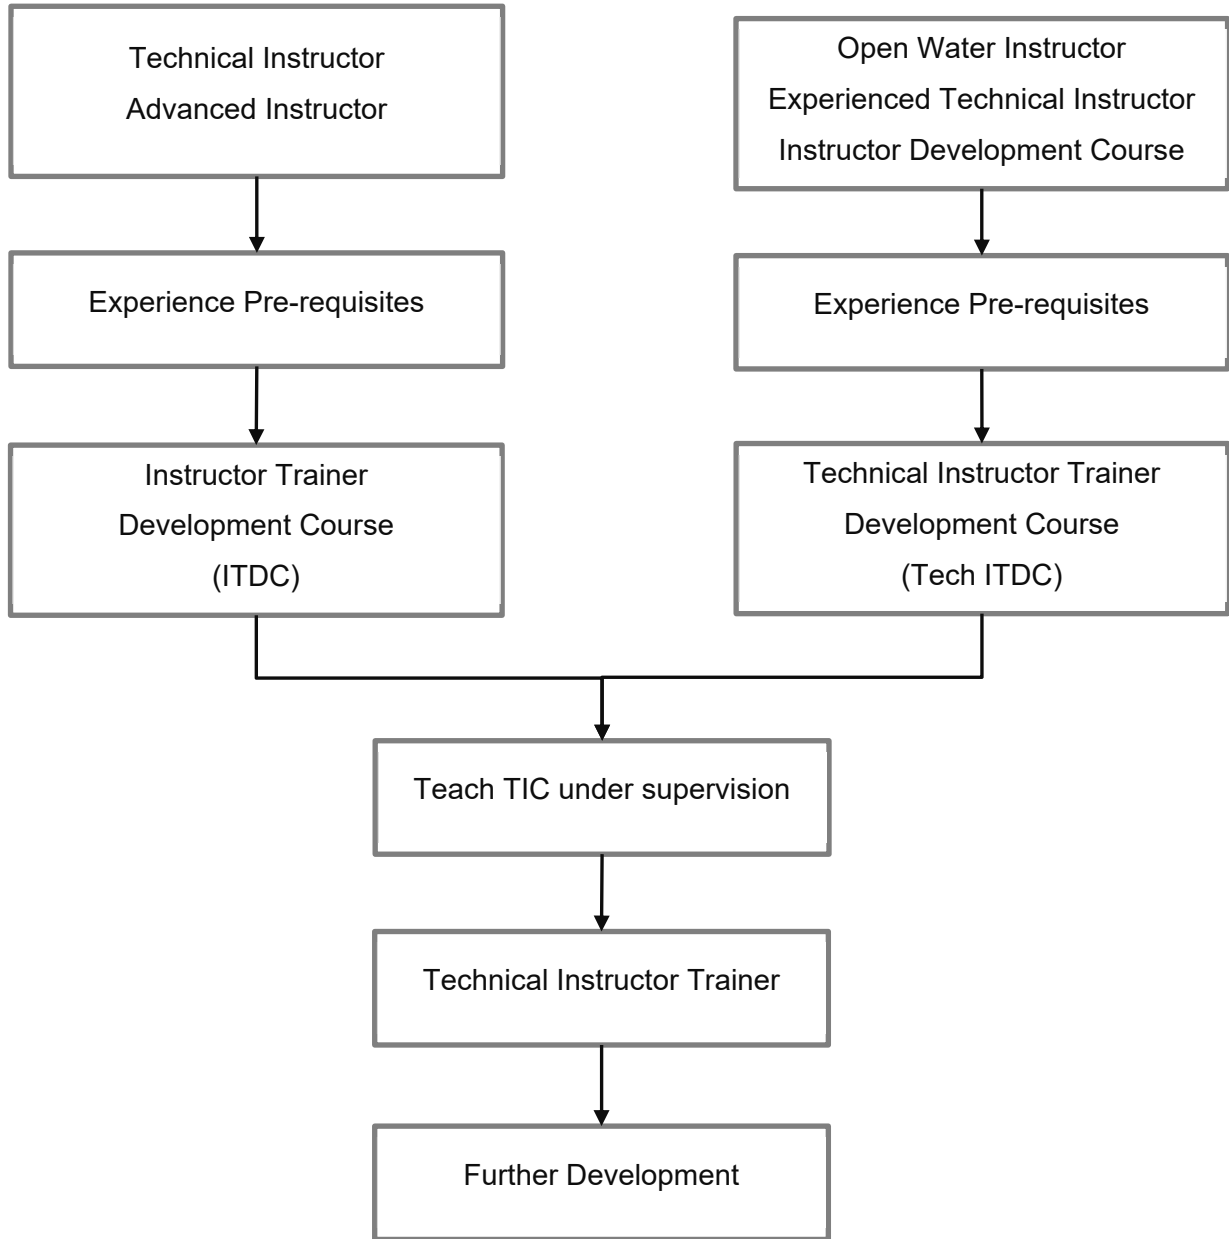 Technical Instructor
Advanced Instructor
Open Water Instructor
Experienced Technical Instructor
Instructor Development Course
Experience Pre-requisites
Experience Pre-requisites
Instructor Trainer
Development Course
(ITDC)
Technical Instructor Trainer
Development Course
(Tech ITDC)
Teach TIC under supervision
Technical Instructor Trainer
Further Development